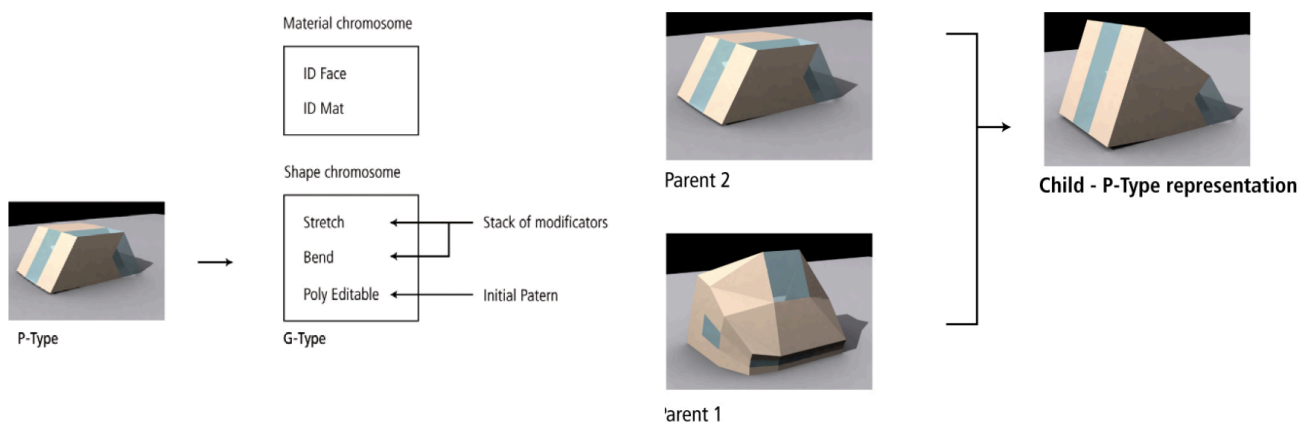 Material chromosome
ID Face
ID Mat
Shape chromosome
Stretch
Bend
Poly Editable
Stack of modificators
Initial Patern
P-Type
G-Type
Parent 2
Child - P-Type representation
Parent 1